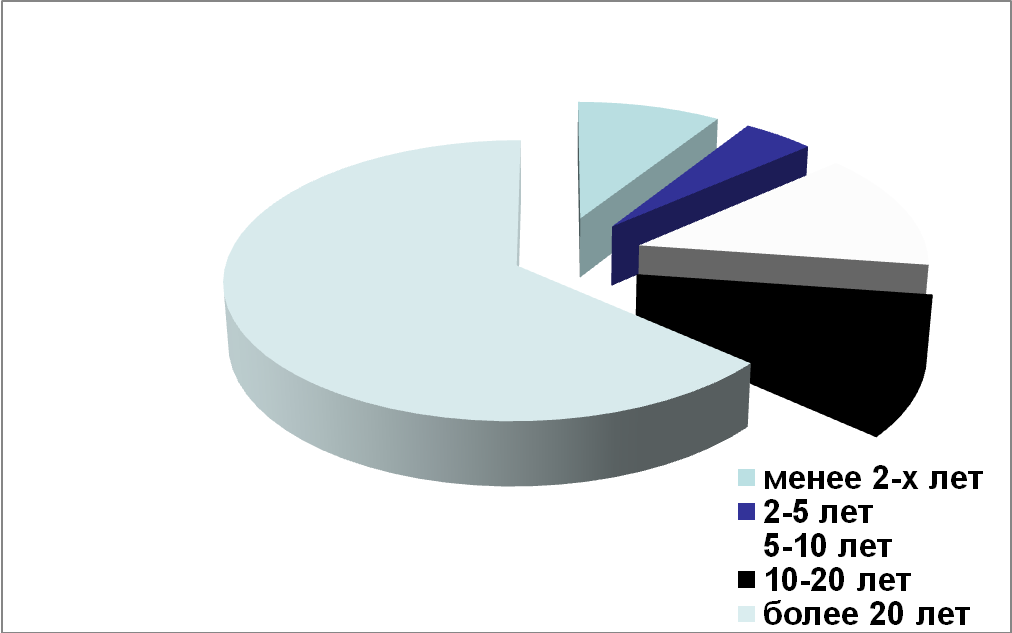 менее 2-х лет
2-5 лет
5-10 лет
10-20 лет
более 20 лет